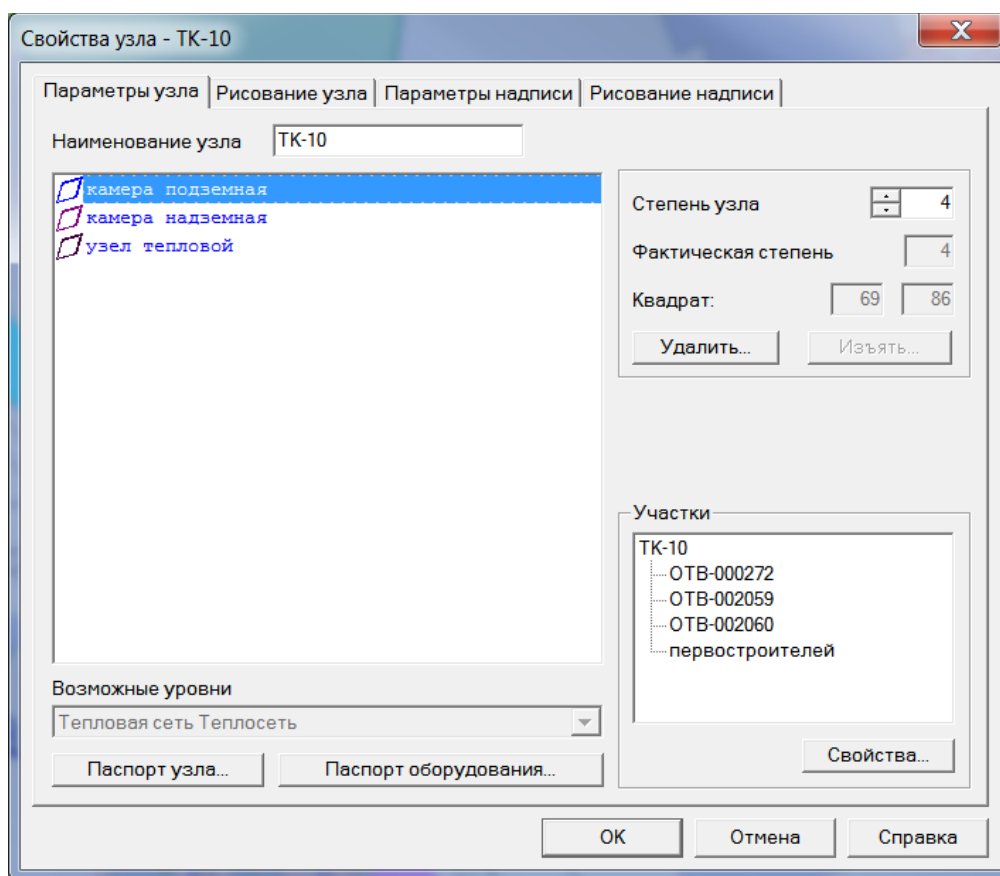 Свойства узла - ТК-10
Параметры узла Рисование узла Параметры надписи Рисование надписи
Наименование узла ТК-10
камера подземная
камера надземная
узел тепловой
Степень узла 4
Фактическая степень 4
Квадрат: 69 86
Удалить... Изъять...
Участки
ТК-10
ОТВ-000272
ОТВ-002059
ОТВ-002060
первостроителей
Свойства...
Возможные уровни
Тепловая сеть Теплосеть
Паспорт узла... Паспорт оборудования...
OK Отмена Справка